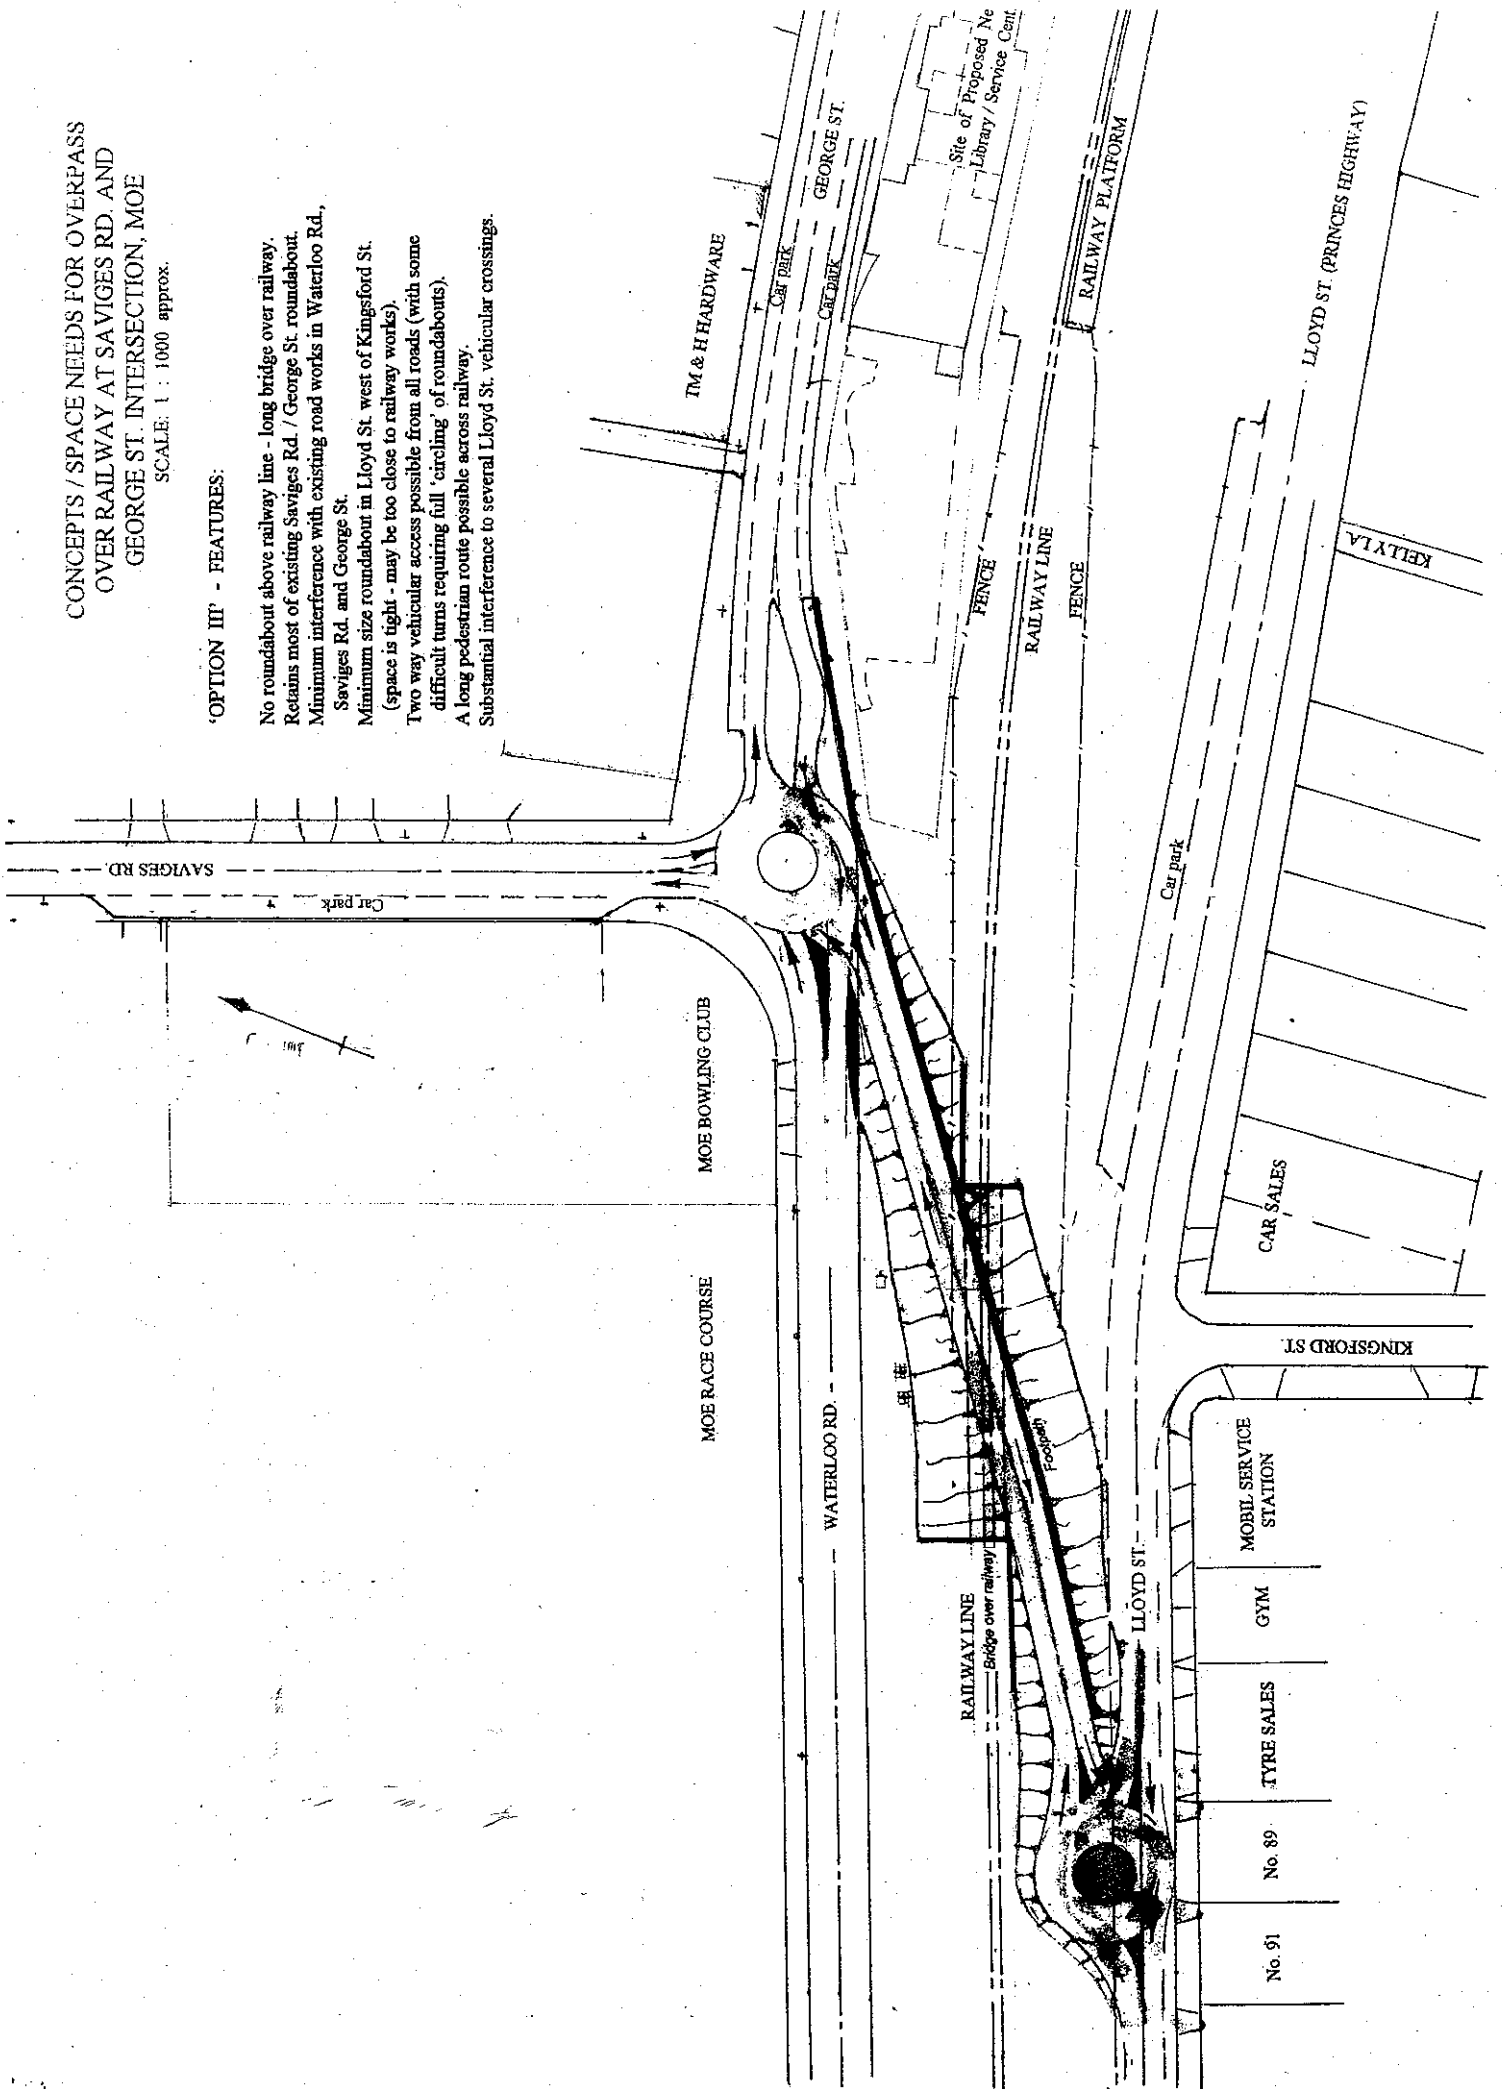 CONCEPTS / SPACE NEEDS FOR OVERPASS
OVER RAILWAY AT SAVIGES RD. AND
GEORGE ST. INTERSECTION, MOE
SCALE: 1 : 1000 approx.
'OPTION III' - FEATURES:
No roundabout above railway line - long bridge over railway.
Retains most of existing Saviges Rd. / George St. roundabout.
Minimum interference with existing road works in Waterloo Rd.,
Saviges Rd. and George St.
Minimum size roundabout in Lloyd St. west of Kingsford St.
(space is tight - may be too close to railway works).
Two way vehicular access possible from all roads (with some
difficult turns requiring full 'circling' of roundabouts).
A long pedestrian route possible across railway.
Substantial interference to several Lloyd St. vehicular crossings.
SAVIGES RD.
Car park
TM & H HARDWARE
Car park
GEORGE ST.
Car park
Site of Proposed Ne
Library / Service Cent
RAILWAY PLATFORM
MOE BOWLING CLUB
MOE RACE COURSE
WATERLOO RD.
FENCE
RAILWAY LINE
FENCE
LLOYD ST. (PRINCES HIGHWAY)
KELLY LA.
Car park
RAILWAY LINE
Bridge over railway
Footpath
LLOYD ST.
CAR SALES
KINGSFORD ST.
MOBIL SERVICE
STATION
GYM
TYRE SALES
No. 89
No. 91